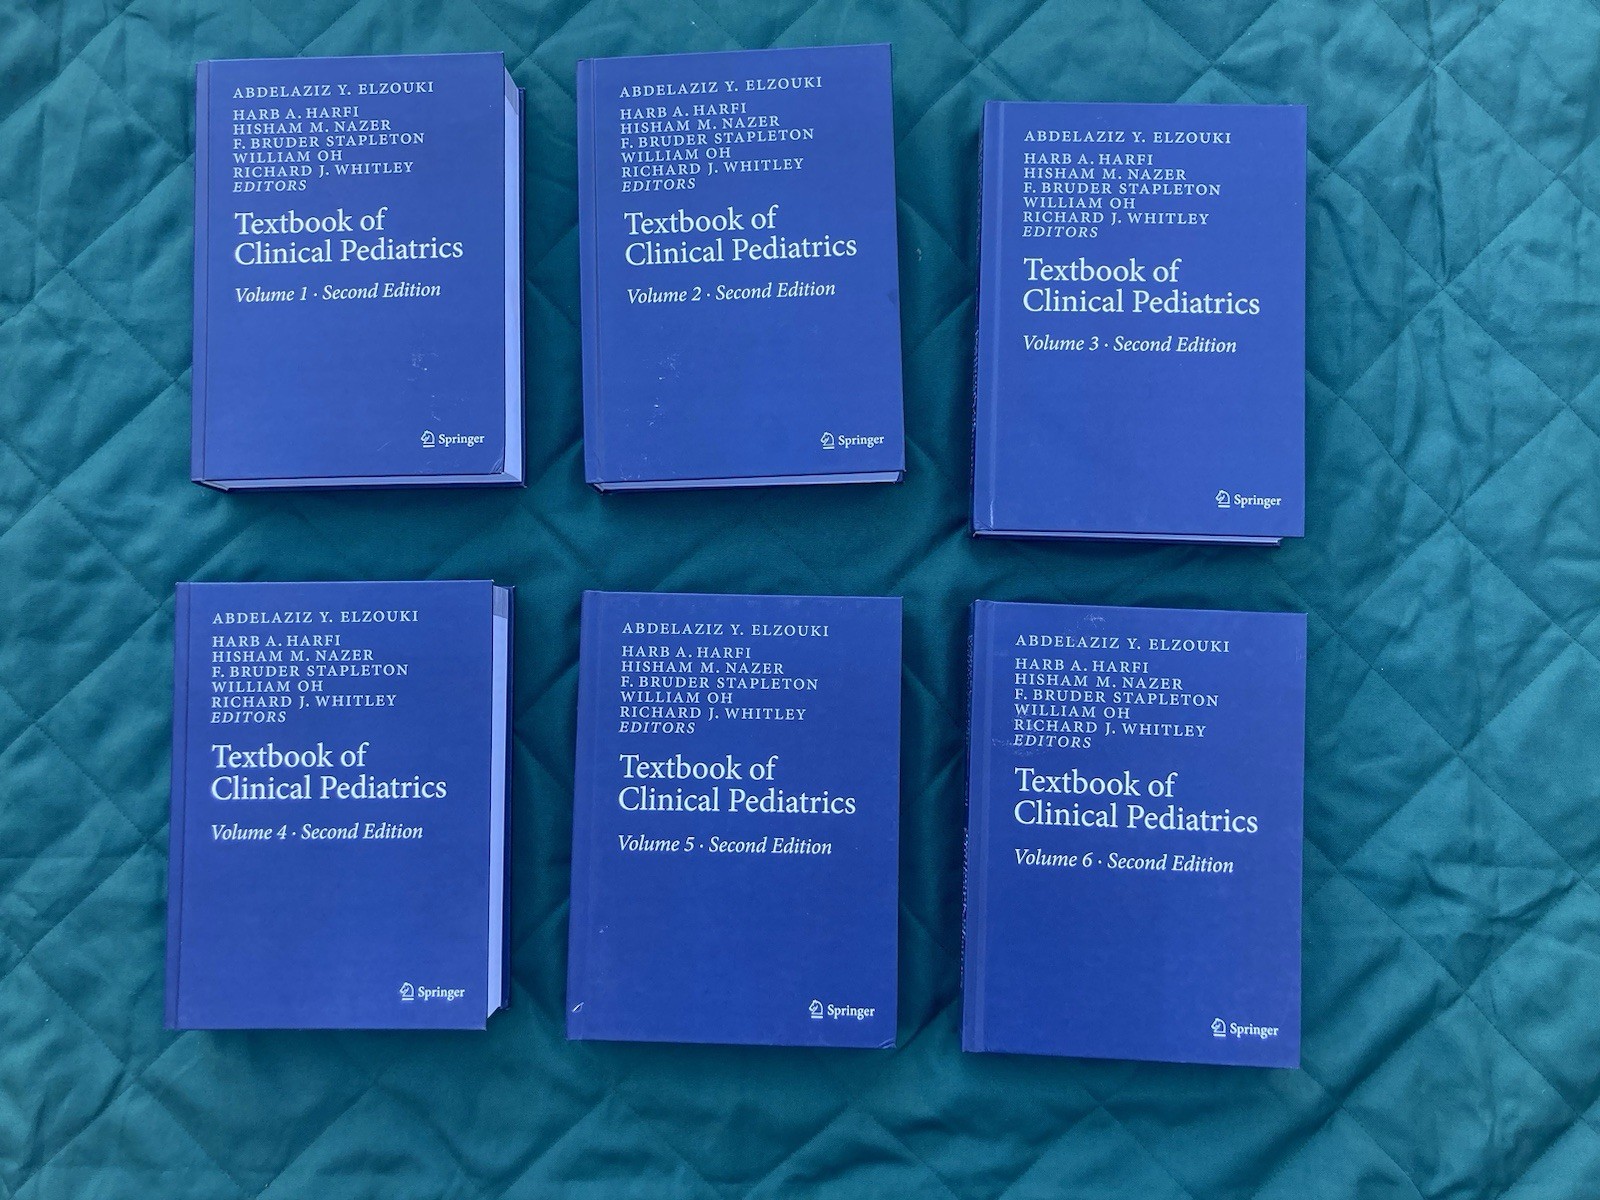 ABDELAZIZ Y. ELZOUKI
HARB A. HARFI
HISHAM M. NAZER
F. BRUDER STAPLETON
WILLIAM OH
RICHARD J. WHITLEY
EDITORS
Textbook of
Clinical Pediatrics
Volume 1 · Second Edition
Springer
ABDELAZIZ Y. ELZOUKI
HARB A. HARFI
HISHAM M. NAZER
F. BRUDER STAPLETON
WILLIAM OH
RICHARD J. WHITLEY
EDITORS
Textbook of
Clinical Pediatrics
Volume 2 · Second Edition
Springer
ABDELAZIZ Y. ELZOUKI
HARB A. HARFI
HISHAM M. NAZER
F. BRUDER STAPLETON
WILLIAM OH
RICHARD J. WHITLEY
EDITORS
Textbook of
Clinical Pediatrics
Volume 3 · Second Edition
Springer
ABDELAZIZ Y. ELZOUKI
HARB A. HARFI
HISHAM M. NAZER
F. BRUDER STAPLETON
WILLIAM OH
RICHARD J. WHITLEY
EDITORS
Textbook of
Clinical Pediatrics
Volume 4 · Second Edition
Springer
ABDELAZIZ Y. ELZOUKI
HARB A. HARFI
HISHAM M. NAZER
F. BRUDER STAPLETON
WILLIAM OH
RICHARD J. WHITLEY
EDITORS
Textbook of
Clinical Pediatrics
Volume 5 · Second Edition
Springer
ABDELAZIZ Y. ELZOUKI
HARB A. HARFI
HISHAM M. NAZER
F. BRUDER STAPLETON
WILLIAM OH
RICHARD J. WHITLEY
EDITORS
Textbook of
Clinical Pediatrics
Volume 6 · Second Edition
Springer